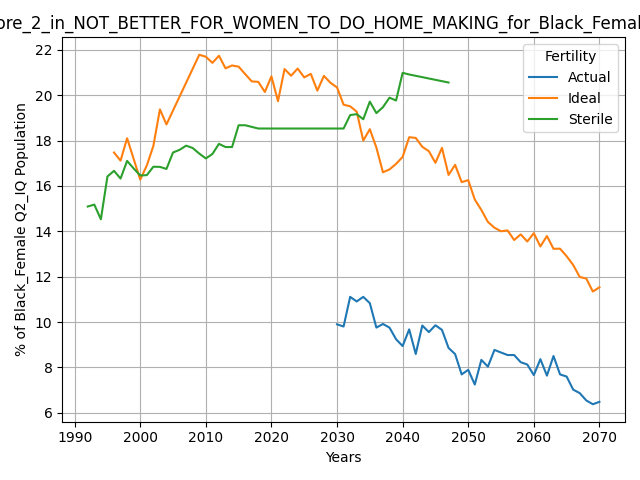 ore_2_in_NOT_BETTER_FOR_WOMEN_TO_DO_HOME_MAKING_for_Black_Femal
% of Black_Female Q2_IQ Population
22
20
18
16
14
12
10
8
6
Fertility
Actual
Ideal
Sterile
1990 2000 2010 2020 2030 2040 2050 2060 2070
Years